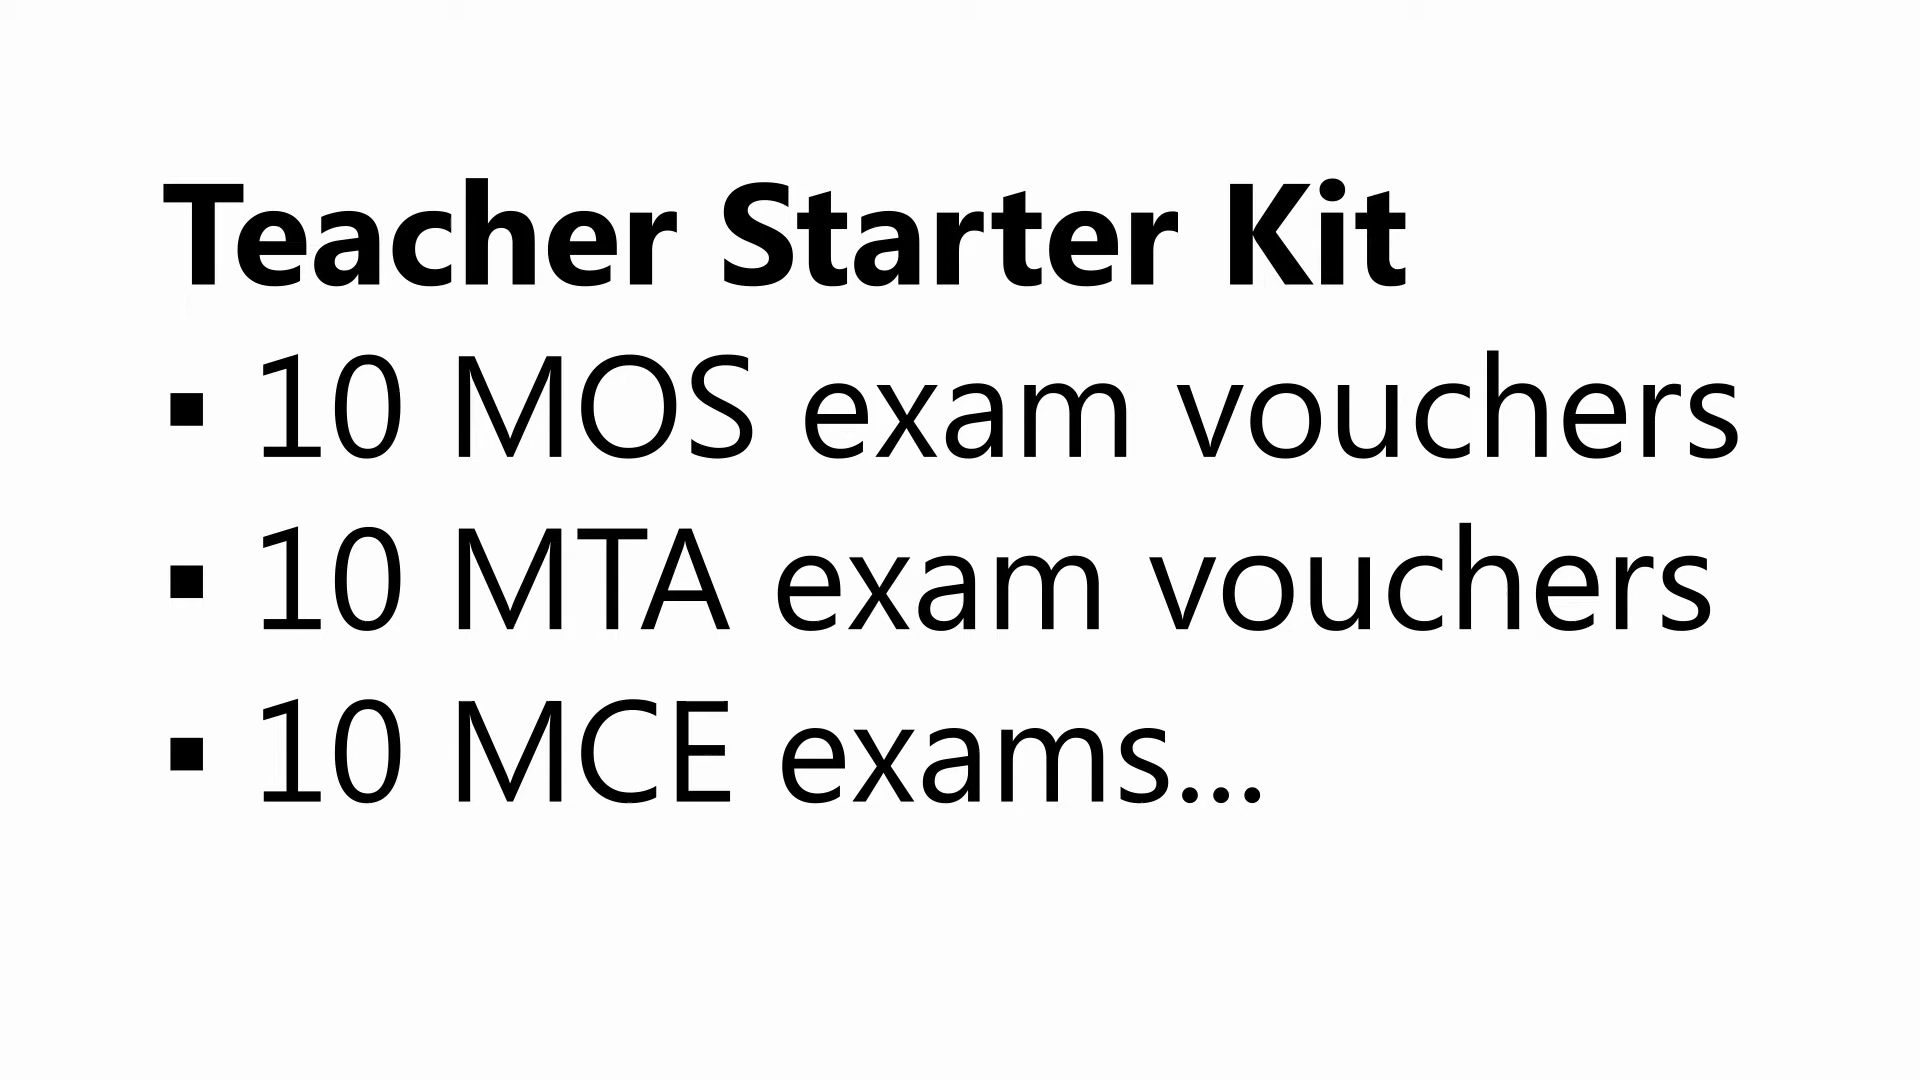 Teacher Starter Kit
▪ 10 MOS exam vouchers
▪ 10 MTA exam vouchers
▪ 10 MCE exams...